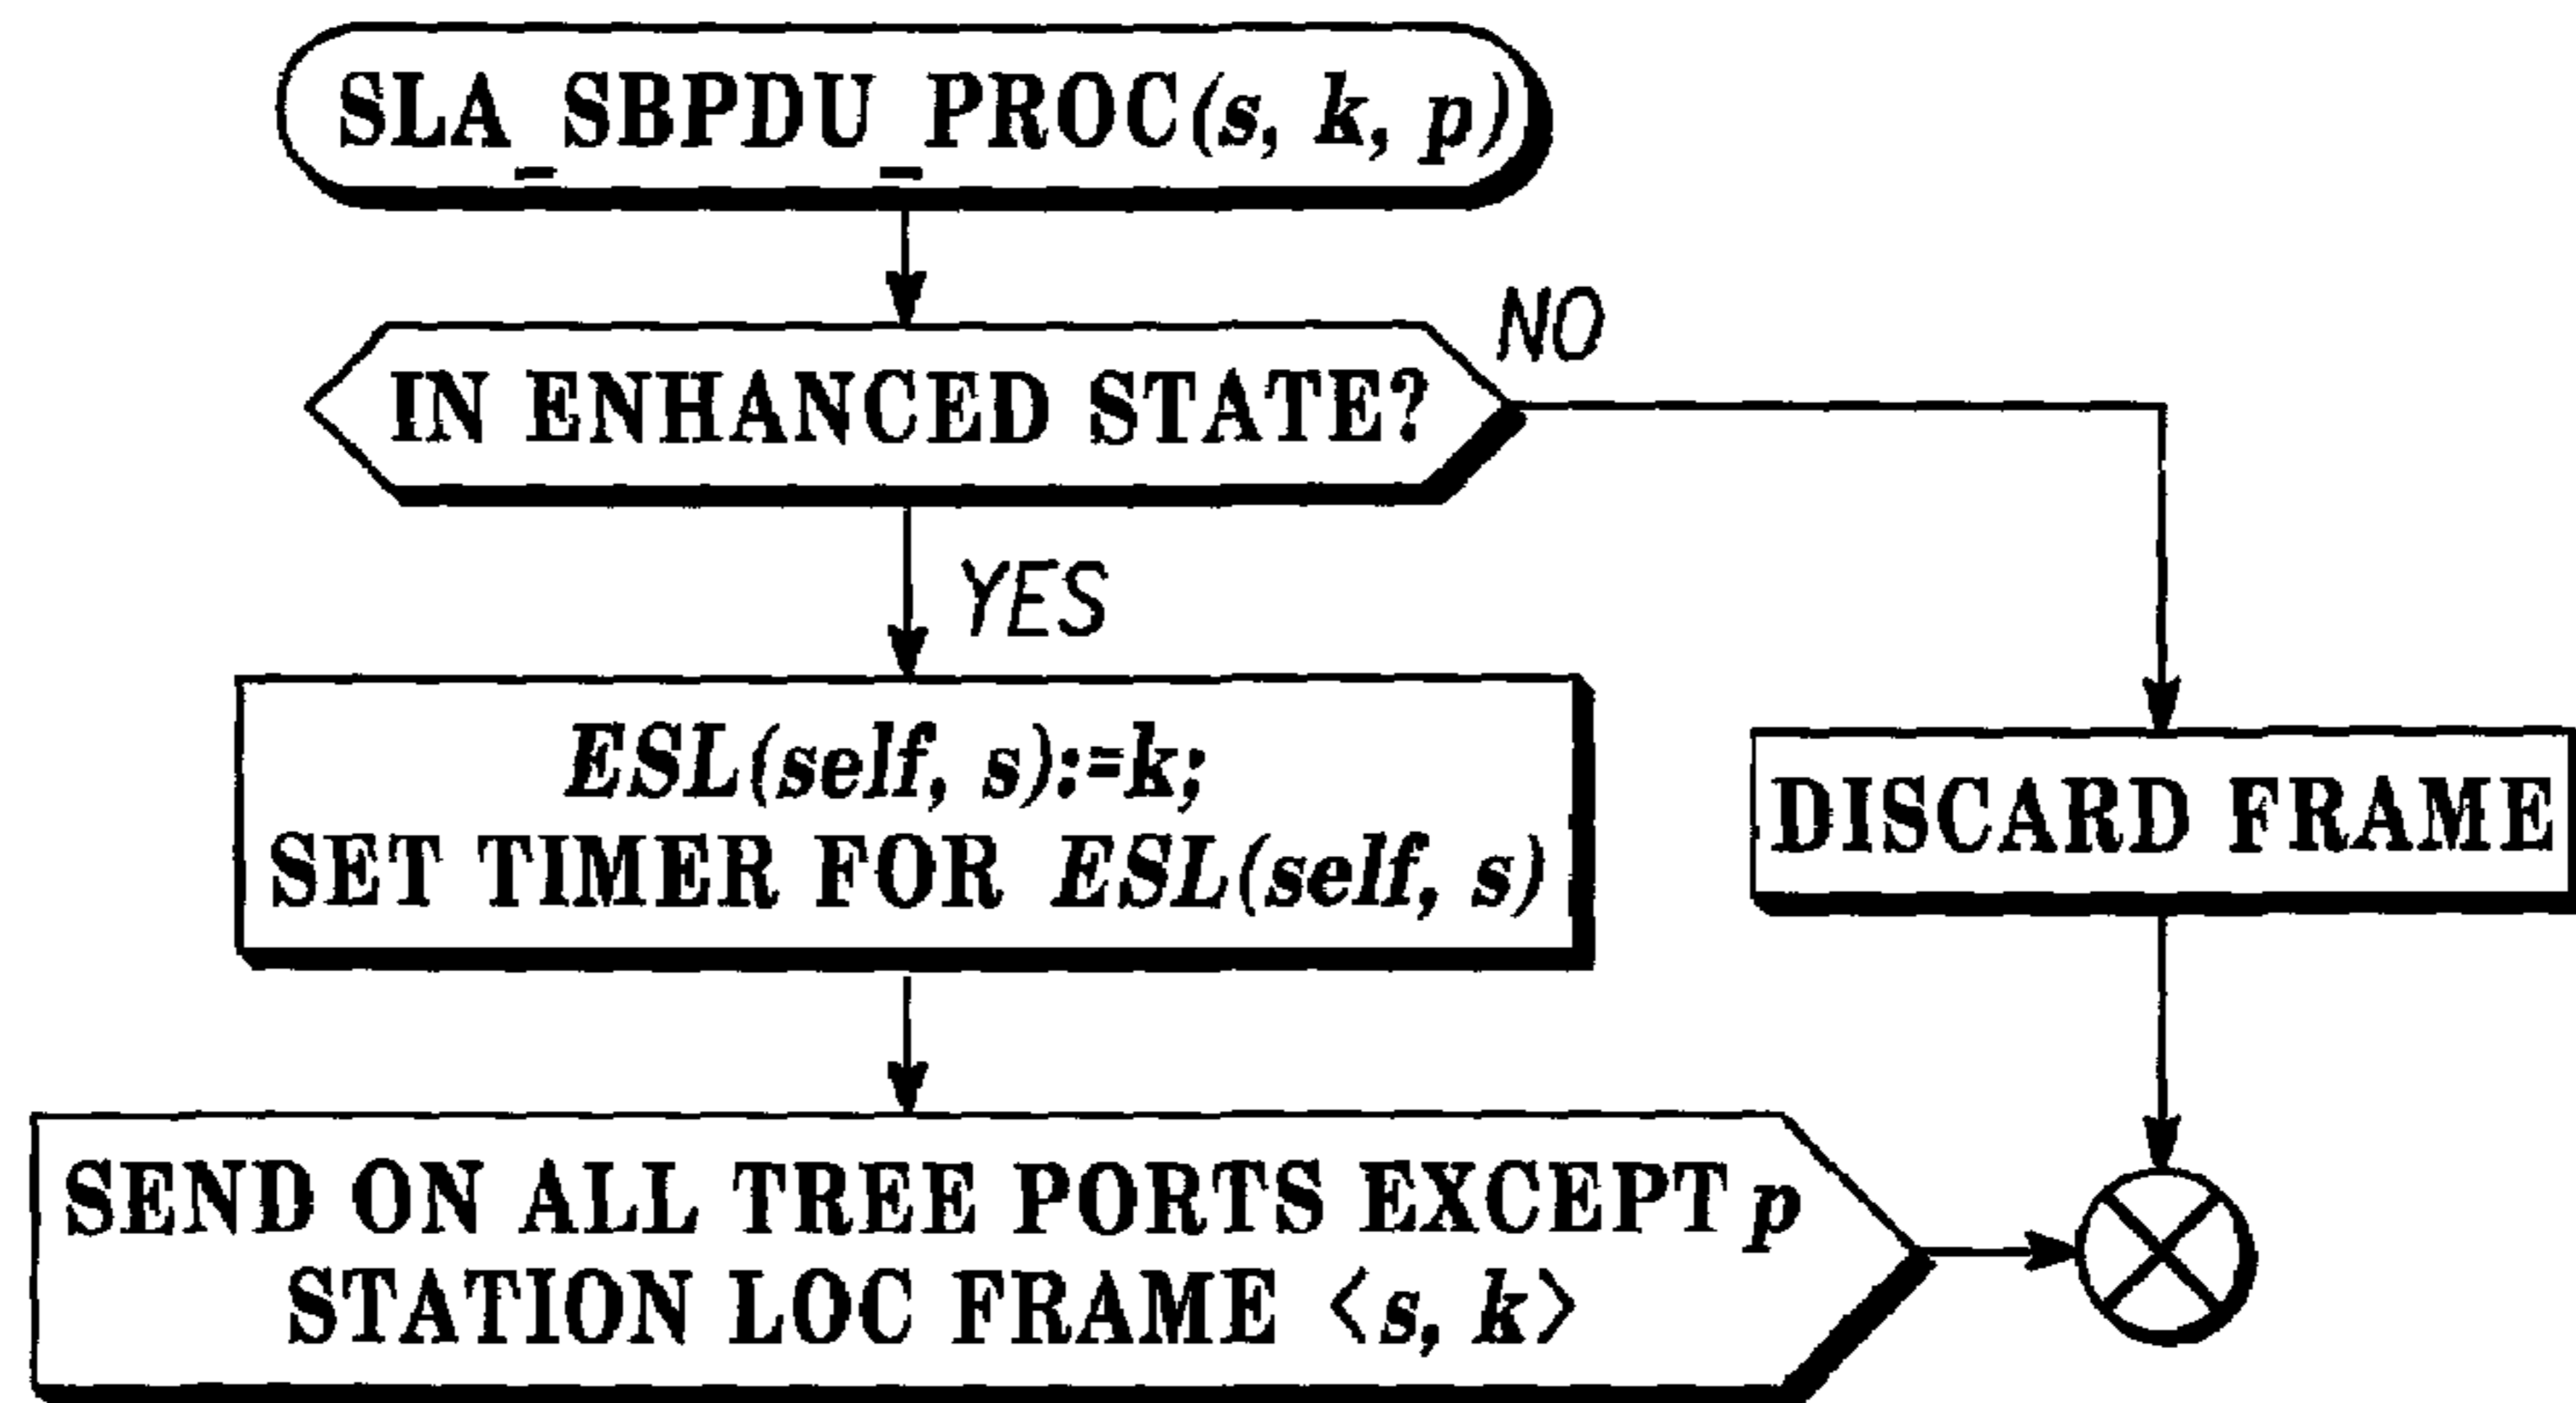 SLA_SBPDU_PROC(s, k, p)
IN ENHANCED STATE?
NO
YES
ESL(self, s):=k;
SET TIMER FOR ESL(self, s)
DISCARD FRAME
SEND ON ALL TREE PORTS EXCEPT p
STATION LOC FRAME ⟨s, k⟩